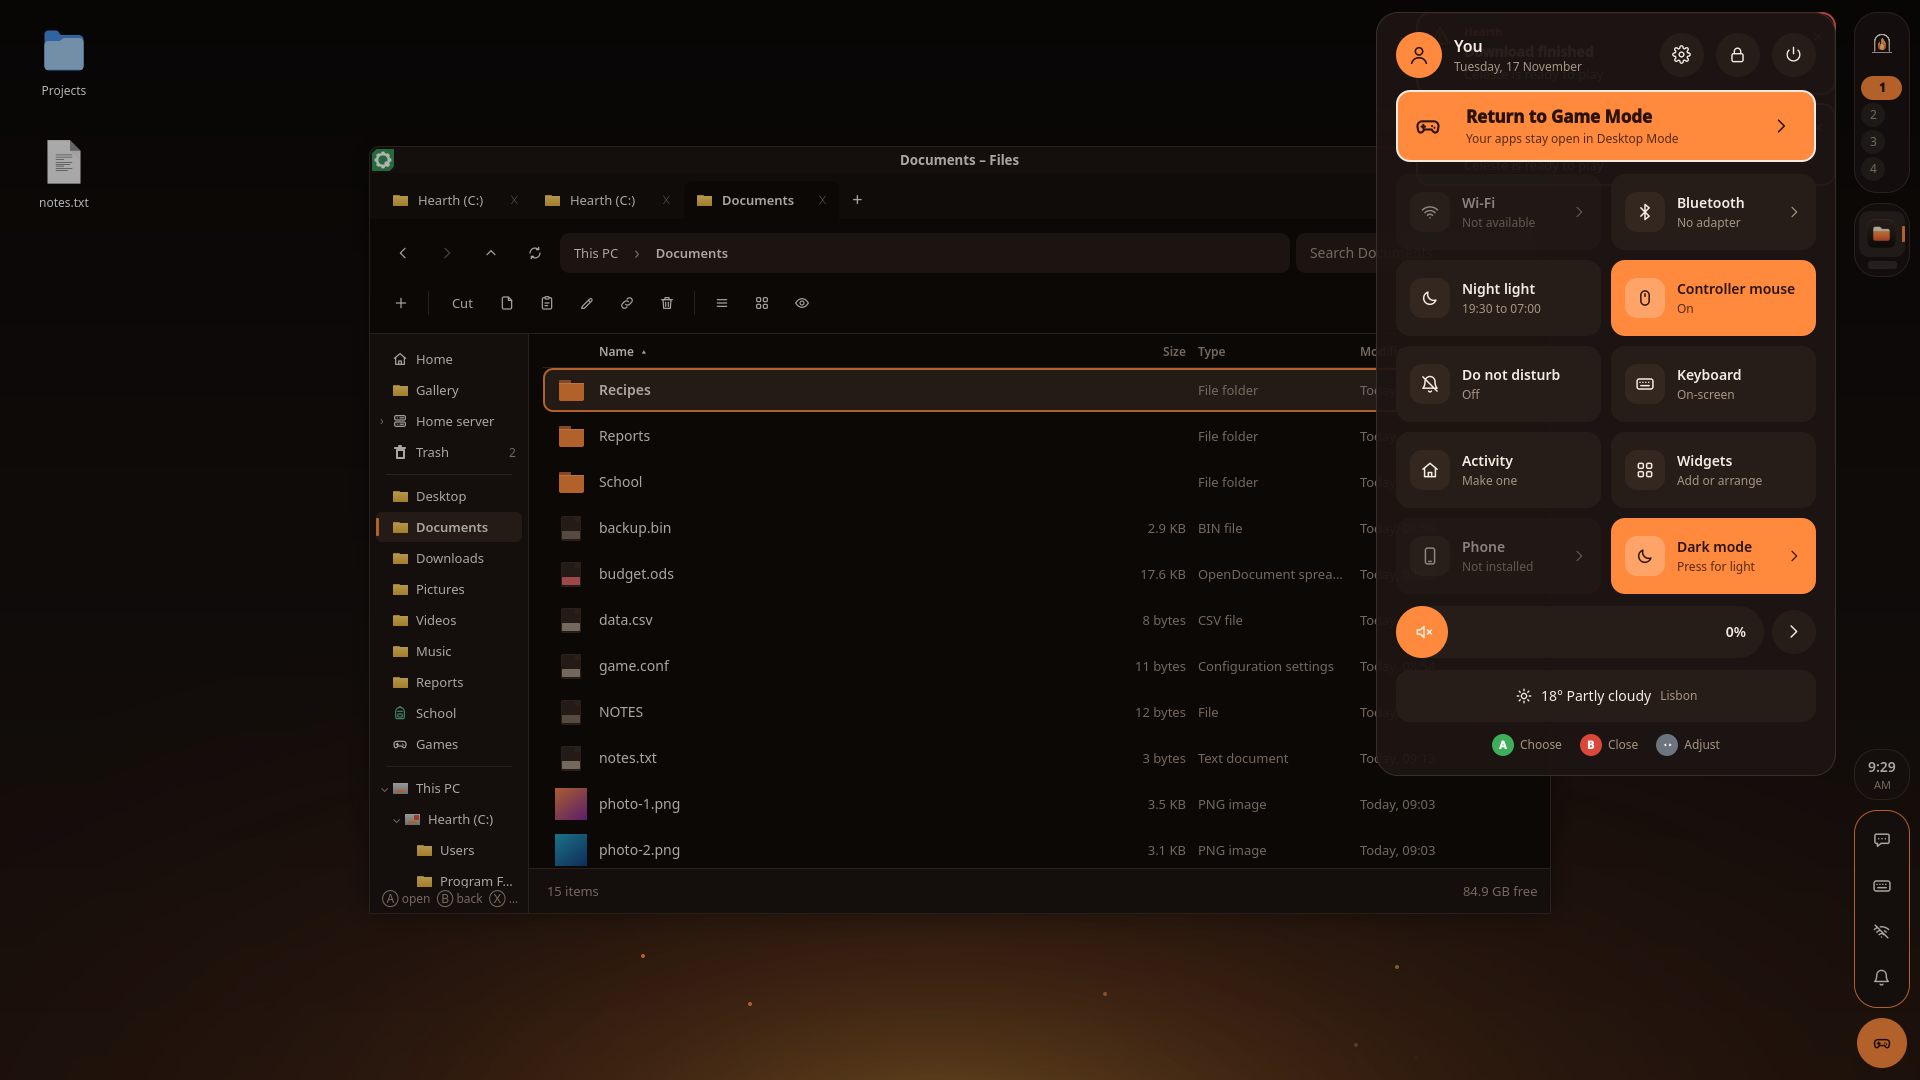 Projects
notes.txt
Documents – Files
Hearth (C:)
Hearth (C:)
Documents
This PC
Documents
Search Do
Cut
Home
Gallery
Home server
Trash
2
Desktop
Documents
Downloads
Pictures
Videos
Music
Reports
School
Games
This PC
Hearth (C:)
Users
Program F...
A open B back X ...
Name Size Type
Recipes File folder
Reports File folder
School File folder
backup.bin 2.9 KB BIN file
budget.ods 17.6 KB OpenDocument sprea...
data.csv 8 bytes CSV file
game.conf 11 bytes Configuration settings
NOTES 12 bytes File
notes.txt 3 bytes Text document
photo-1.png 3.5 KB PNG image Today, 09:03
photo-2.png 3.1 KB PNG image Today, 09:03
15 items
84.9 GB free
You
Tuesday, 17 November
Return to Game Mode
Your apps stay open in Desktop Mode
Wi-Fi
Not available
Bluetooth
No adapter
Night light
19:30 to 07:00
Controller mouse
On
Do not disturb
Off
Keyboard
On-screen
Activity
Make one
Widgets
Add or arrange
Phone
Not installed
Dark mode
Press for light
0%
18° Partly cloudy Lisbon
A Choose B Close Adjust
1
2
3
4
9:29
AM